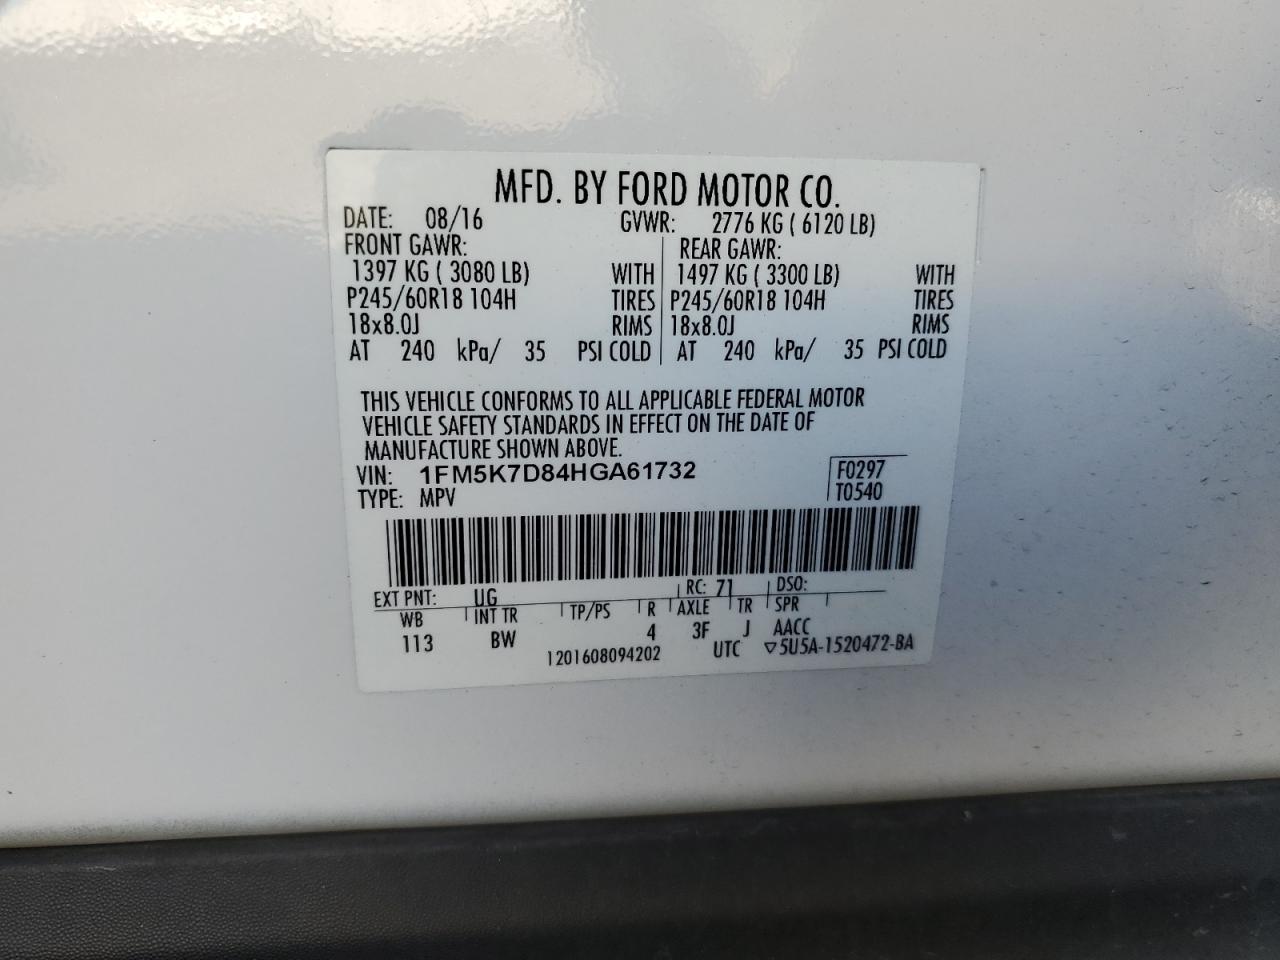 MFD. BY FORD MOTOR CO.
DATE: 08/16 GVWR: 2776 KG ( 6120 LB)
FRONT GAWR: REAR GAWR:
1397 KG ( 3080 LB) WITH 1497 KG ( 3300 LB) WITH
P245/60R18 104H TIRES P245/60R18 104H TIRES
18x8.0J RIMS 18x8.0J RIMS
AT 240 kPa/ 35 PSI COLD AT 240 kPa/ 35 PSI COLD
THIS VEHICLE CONFORMS TO ALL APPLICABLE FEDERAL MOTOR
VEHICLE SAFETY STANDARDS IN EFFECT ON THE DATE OF
MANUFACTURE SHOWN ABOVE.
VIN: 1FM5K7D84HGA61732 F0297
TYPE: MPV T0540
EXT PNT: UG RC: 71 DSO:
WB INT TR TP/PS R AXLE TR SPR
113 BW 4 3F J AACC
1201608094202 UTC ▽5U5A-1520472-BA